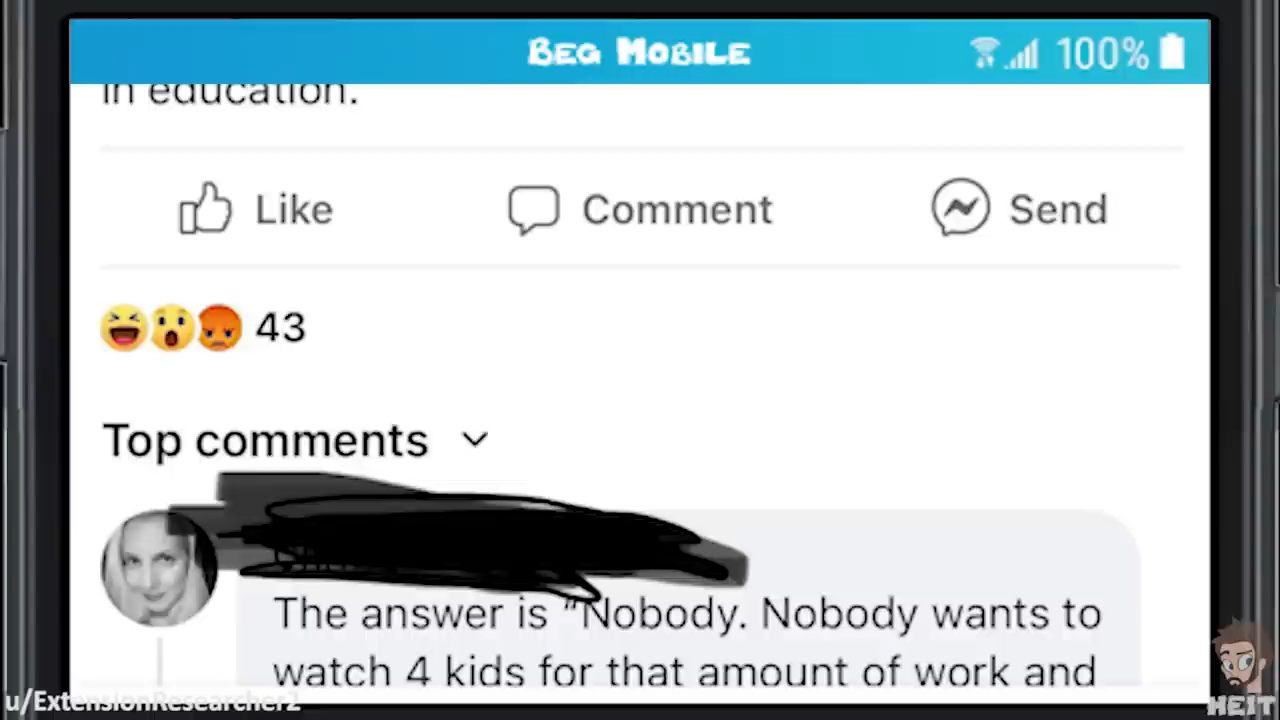 BEG MOBILE
100%
in education.
Like
Comment
Send
43
Top comments
The answer is “Nobody. Nobody wants to
watch 4 kids for that amount of work and
u/ExtensionResearcher2
HEIT